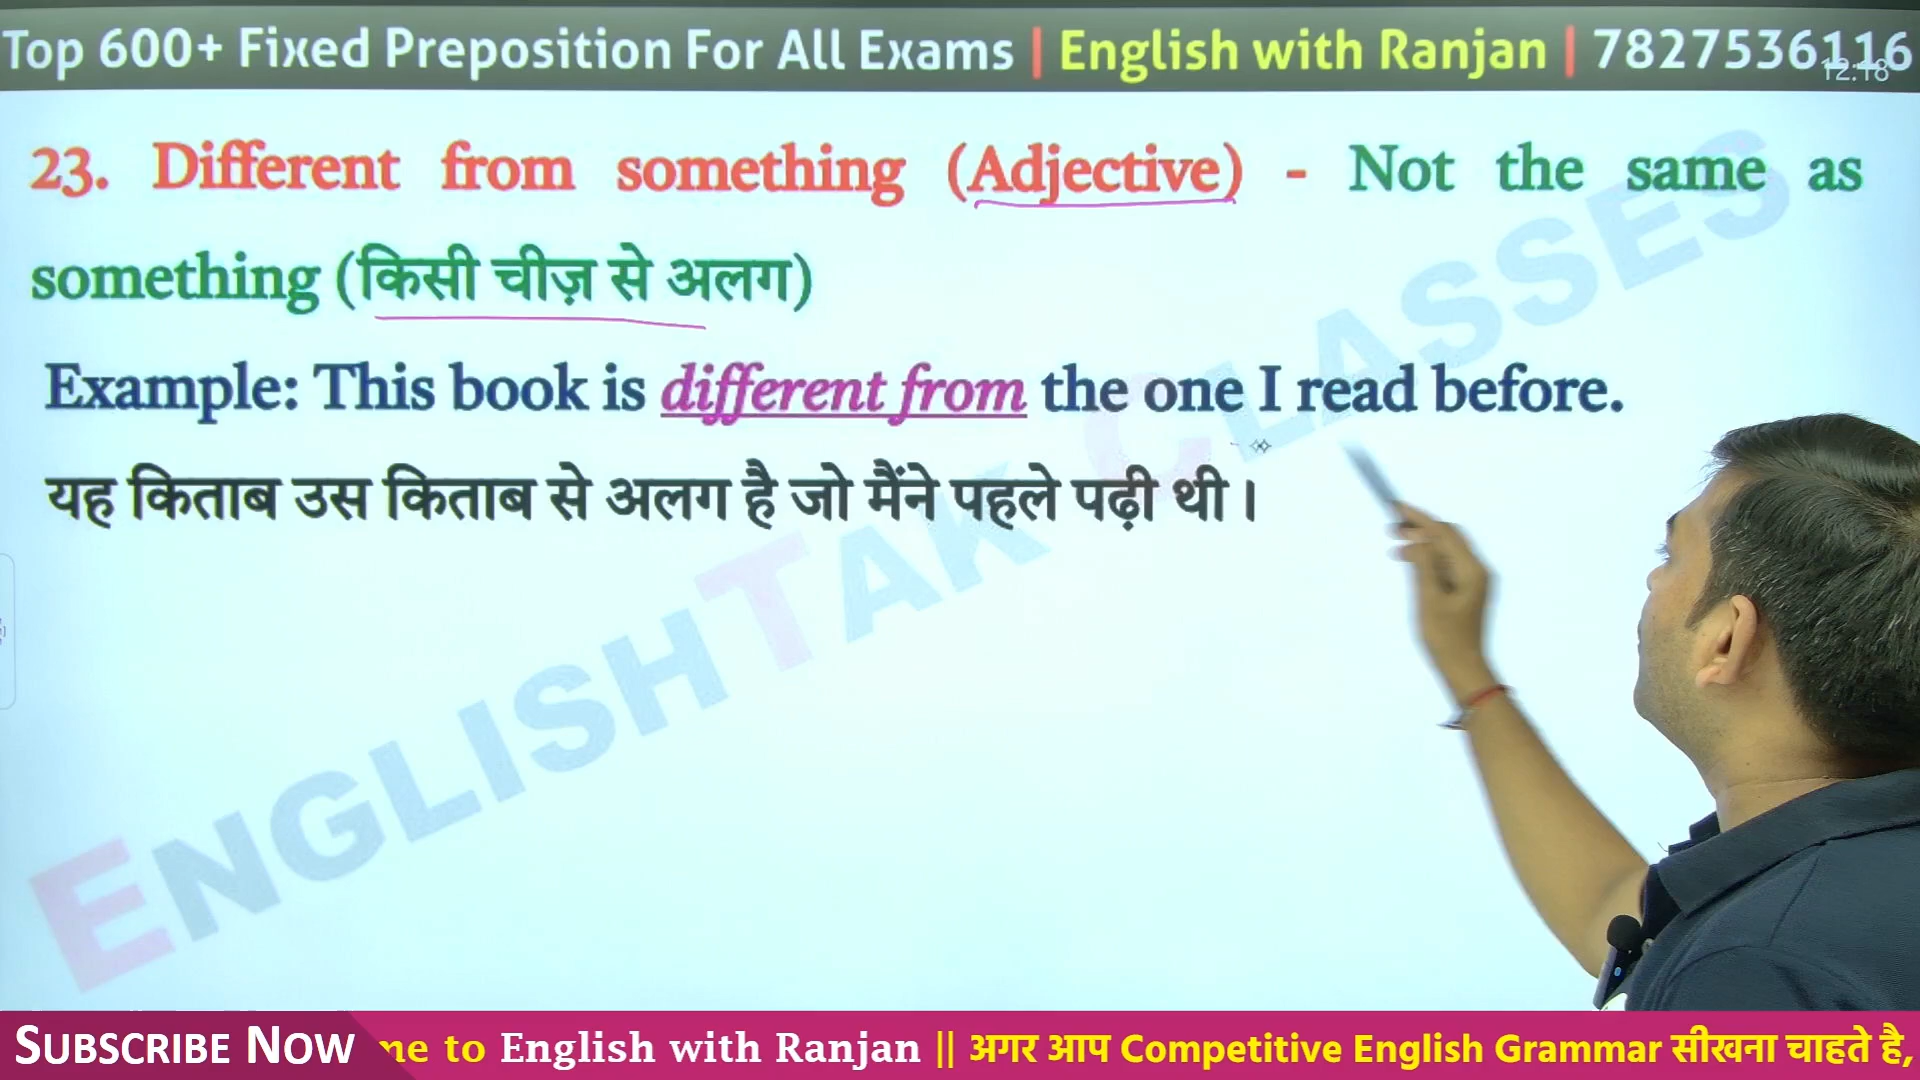 Top 600+ Fixed Preposition For All Exams | English with Ranjan | 7827536116
12:18
23. Different from something (Adjective) - Not the same as
something (किसी चीज़ से अलग)
Example: This book is different from the one I read before.
यह किताब उस किताब से अलग है जो मैंने पहले पढ़ी थी।
ENGLISH TAK CLASSES
SUBSCRIBE NOW
me to English with Ranjan || अगर आप Competitive English Grammar सीखना चाहते है,